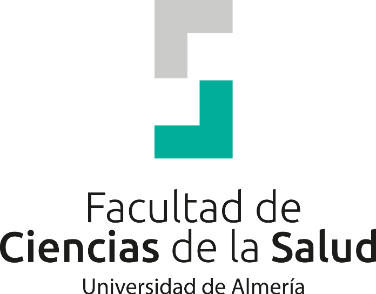 Facultad de
Ciencias de la Salud
Universidad de Almería